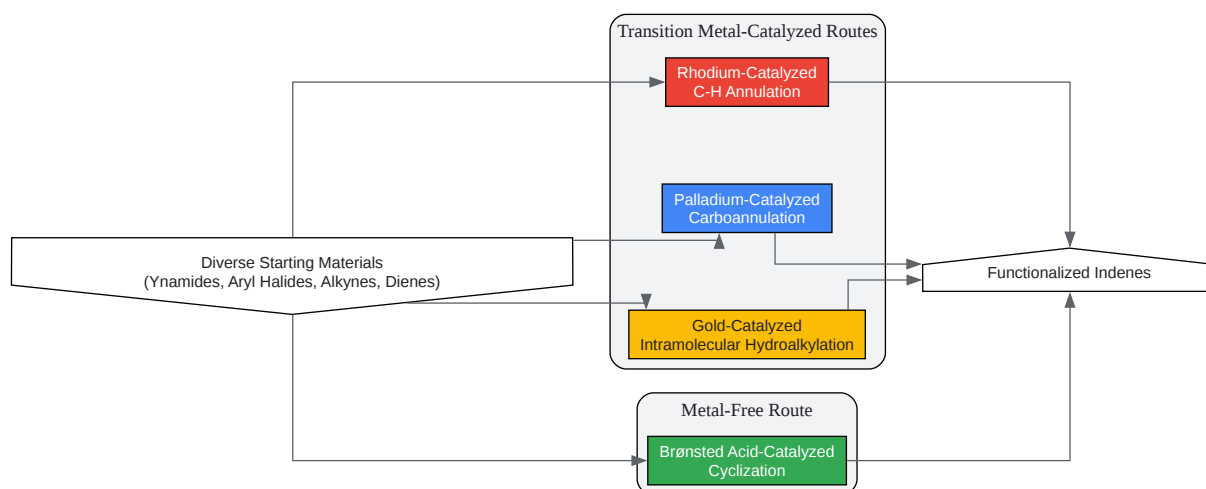 Transition Metal-Catalyzed Routes
Rhodium-Catalyzed
C-H Annulation
Palladium-Catalyzed
Carboannulation
Diverse Starting Materials
(Ynamides, Aryl Halides, Alkynes, Dienes)
Functionalized Indenes
Gold-Catalyzed
Intramolecular Hydroalkylation
Metal-Free Route
Brønsted Acid-Catalyzed
Cyclization